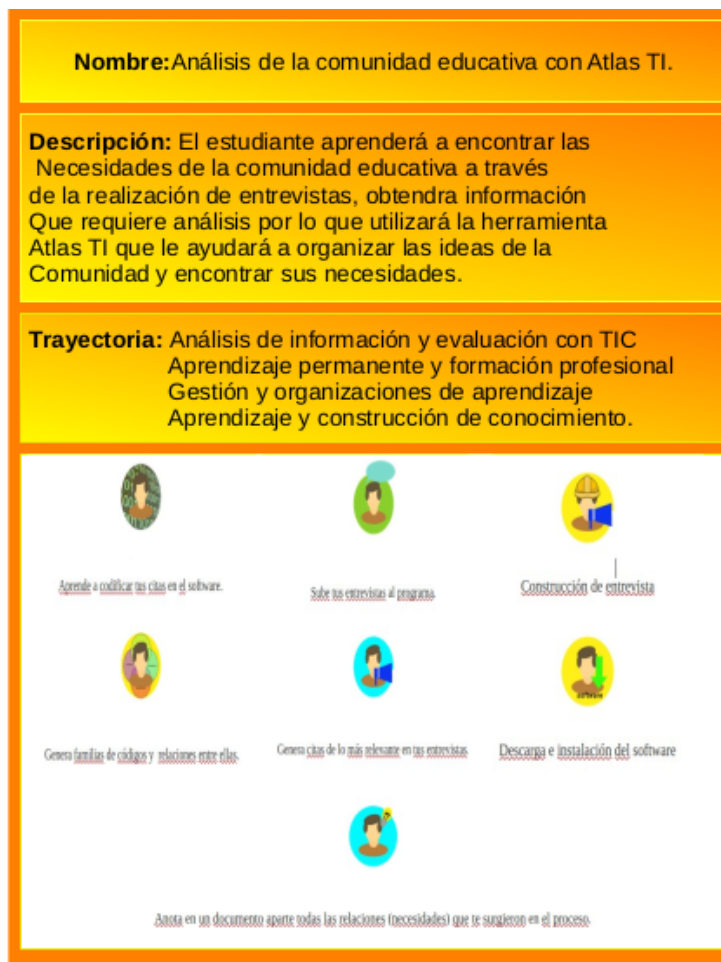 Nombre:Análisis de la comunidad educativa con Atlas TI.
Descripción: El estudiante aprenderá a encontrar las
Necesidades de la comunidad educativa a través
de la realización de entrevistas, obtendra información
Que requiere análisis por lo que utilizará la herramienta
Atlas TI que le ayudará a organizar las ideas de la
Comunidad y encontrar sus necesidades.
Trayectoria: Análisis de información y evaluación con TIC
Aprendizaje permanente y formación profesional
Gestión y organizaciones de aprendizaje
Aprendizaje y construcción de conocimiento.
Aprende a codificar tus citas en el software.
Sube tus entrevistas al programa.
Construcción de entrevista
Genera familias de códigos y relaciones entre ellas.
Genera citas de lo más relevante en tus entrevistas
Descarga e instalación del software
Anota en un documento aparte todas las relaciones (necesidades) que te surgieron en el proceso.